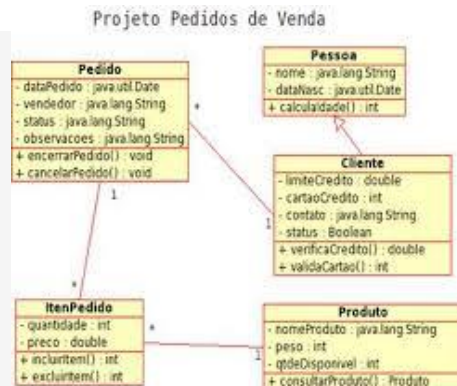 Projeto Pedidos de Venda
Pedido
- dataPedido : java.util.Date
- vendedor : java.lang.String
- status : java.lang.String
- observacoes : java.lang.String
+ encerrarPedido() : void
+ cancelarPedido() : void
Pessoa
- nome : java.lang.String
- dataNasc : java.util.Date
+ calculaIdade() : int
Cliente
- limiteCredito : double
- cartaoCredito : int
- contato : java.lang.String
- status : Boolean
+ verificaCredito() : double
+ validaCartao() : int
*
1
1
*
ItenPedido
- quantidade : int
- preco : double
+ incluirItem() : int
+ excluirItem() : int
*
1
Produto
- nomeProduto : java.lang.String
- peso : int
- qtdeDisponivel : int
+ consultarProduto() : Produto